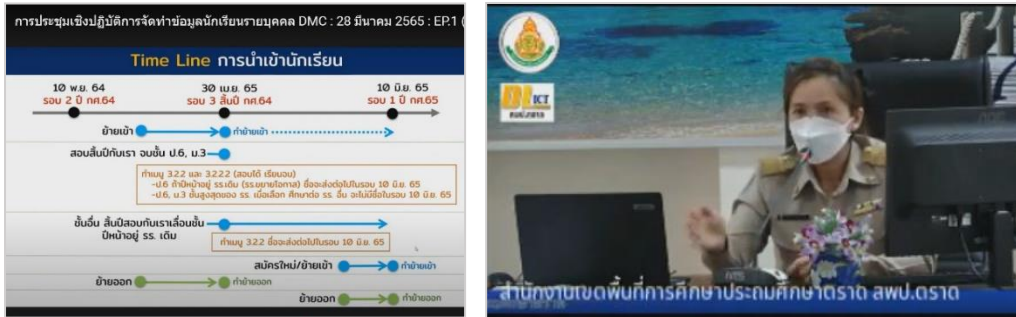 การประชุมเชิงปฏิบัติการจัดทำข้อมูลนักเรียนรายบุคคล DMC : 28 มีนาคม 2565 : EP.1 (
Time Line การนำเข้านักเรียน
10 พ.ย. 64
รอบ 2 ปี กศ.64
30 เม.ย. 65
รอบ 3 สิ้นปี กศ.64
10 มิ.ย. 65
รอบ 1 ปี กศ.65
ย้ายเข้า
ทำย้ายเข้า
สอบสิ้นปีกับเรา จบชั้น ป.6, ม.3
ทำเมนู 3.2.2 และ 3.2.2.2 (สอบได้ เรียนจบ)
-ป.6 ถ้าปีหน้าอยู่ รร.เดิม (รร.ขยายโอกาส) ชื่อจะส่งต่อไปในรอบ 10 มิ.ย. 65
-ป.6, ม.3 ชั้นสูงสุดของ รร. เมื่อเลือก ศึกษาต่อ รร. อื่น จะไม่มีชื่อในรอบ 10 มิ.ย. 65
ชั้นอื่น สิ้นปีสอบกับเราเลื่อนชั้น
ปีหน้าอยู่ รร. เดิม
ทำเมนู 3.2.2 ชื่อจะส่งต่อไปในรอบ 10 มิ.ย. 65
สมัครใหม่/ย้ายเข้า
ทำย้ายเข้า
ย้ายออก
ทำย้ายออก
ย้ายออก
ทำย้ายออก
ICT
สำนักงานเขตพื้นที่การศึกษาประถมศึกษาตราด สพป.ตราด